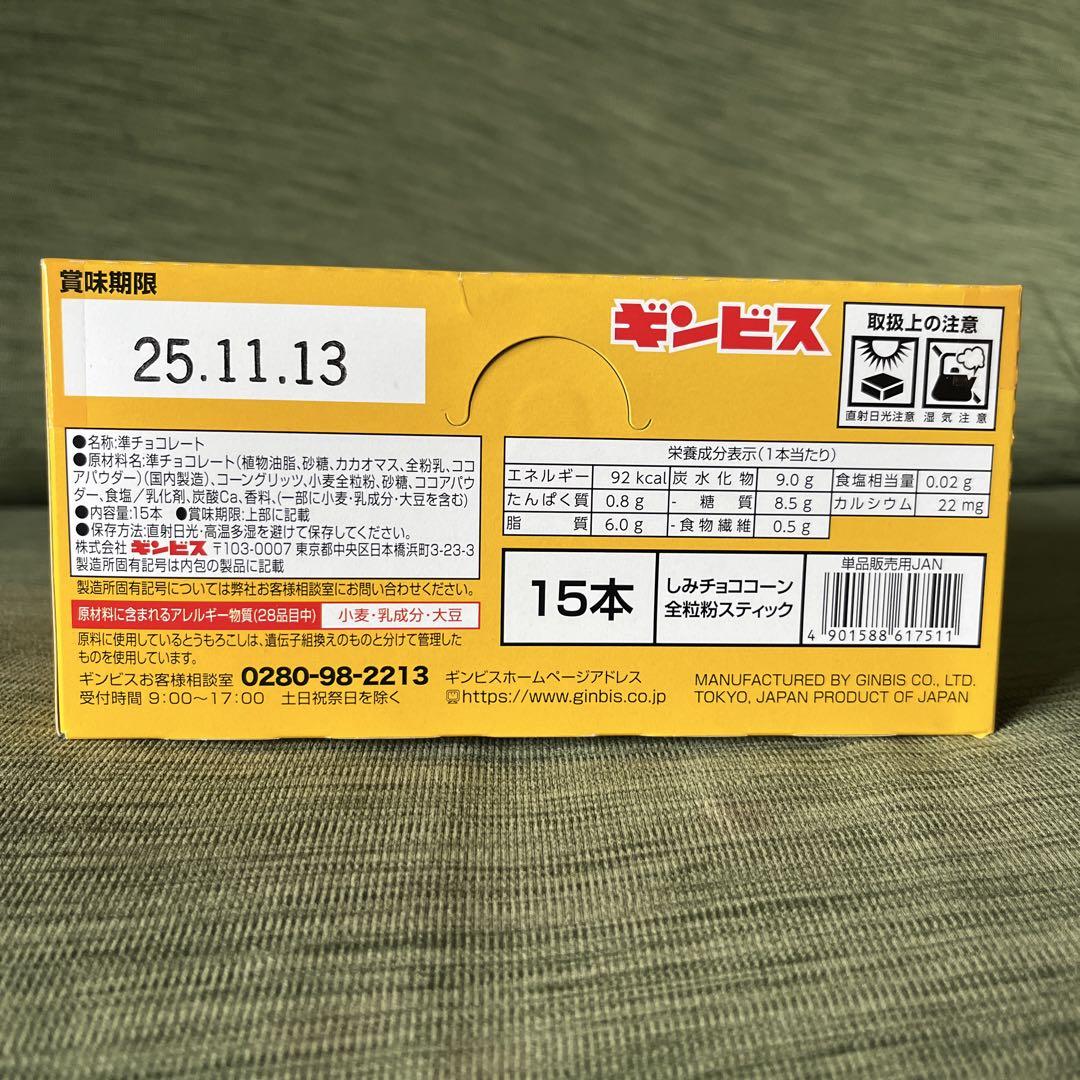 賞味期限
25.11.13
ギンビス
取扱上の注意
直射日光注意 湿気注意
●名称:準チョコレート
●原材料名:準チョコレート(植物油脂、砂糖、カカオマス、全粉乳、ココ
アパウダー)(国内製造)、コーングリッツ、小麦全粒粉、砂糖、ココアパウ
ダー、食塩/乳化剤、炭酸Ca、香料、(一部に小麦・乳成分・大豆を含む)
●内容量:15本 ●賞味期限:上部に記載
●保存方法:直射日光・高温多湿を避けて保存してください。
株式会社 ギンビス 〒103-0007 東京都中央区日本橋浜町3-23-3
製造所固有記号は内包の製品に記載
製造所固有記号については弊社お客様相談室にお問い合わせください。
原材料に含まれるアレルギー物質(28品目中) 小麦・乳成分・大豆
原料に使用しているとうもろこしは、遺伝子組換えのものと分けて管理した
ものを使用しています。
ギンビスお客様相談室 0280-98-2213
受付時間 9:00〜17:00 土日祝祭日を除く
栄養成分表示(1本当たり)
エネルギー 92 kcal 炭水化物 9.0 g 食塩相当量 0.02 g
たんぱく質 0.8 g - 糖質 8.5 g カルシウム 22 mg
脂質 6.0 g -食物繊維 0.5 g
15本
しみチョココーン
全粒粉スティック
単品販売用JAN
4 901588 617511
ギンビスホームページアドレス
https://www.ginbis.co.jp
MANUFACTURED BY GINBIS CO., LTD.
TOKYO, JAPAN PRODUCT OF JAPAN